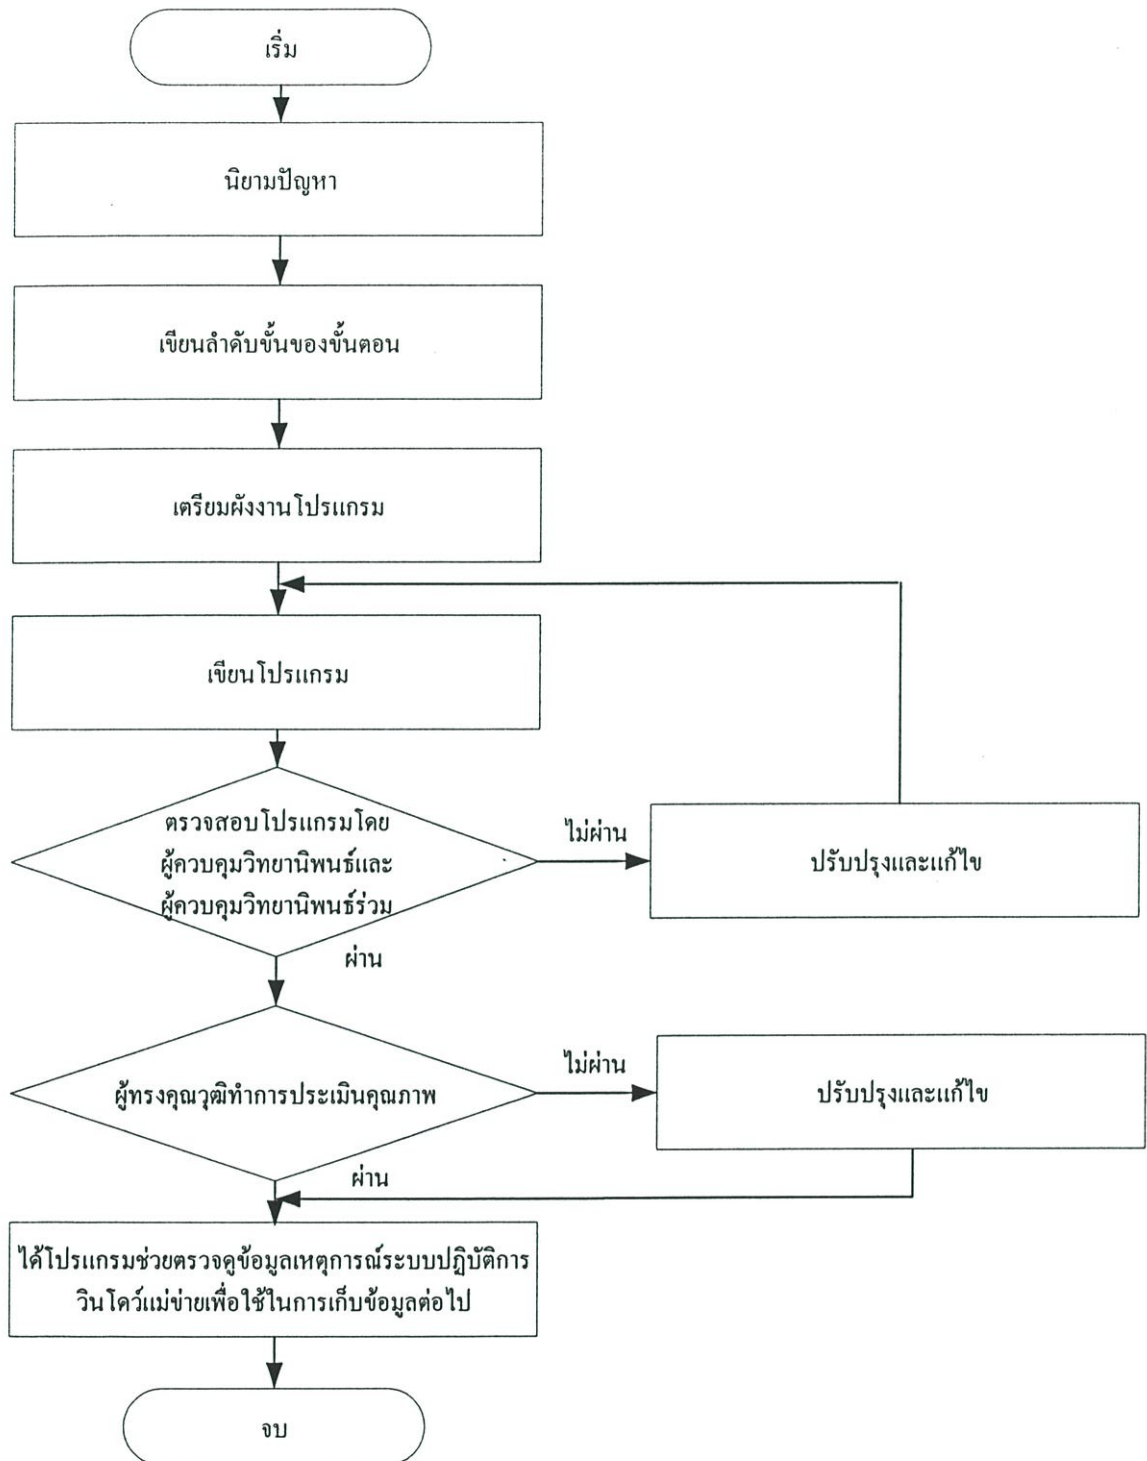 เริ่ม
นิยามปัญหา
เขียนลำดับขั้นของขั้นตอน
เตรียมผังงานโปรแกรม
เขียนโปรแกรม
ตรวจสอบโปรแกรมโดย
ผู้ควบคุมวิทยานิพนธ์และ
ผู้ควบคุมวิทยานิพนธ์ร่วม
ไม่ผ่าน
ปรับปรุงและแก้ไข
ผ่าน
ผู้ทรงคุณวุฒิทำการประเมินคุณภาพ
ไม่ผ่าน
ปรับปรุงและแก้ไข
ผ่าน
ได้โปรแกรมช่วยตรวจดูข้อมูลเหตุการณ์ระบบปฏิบัติการ
วินโดว์แม่ข่ายเพื่อใช้ในการเก็บข้อมูลต่อไป
จบ